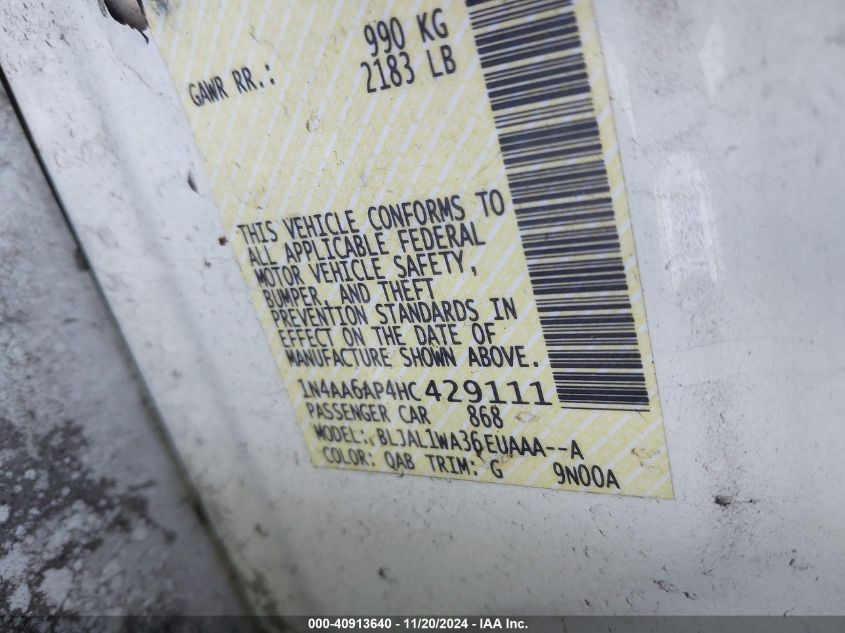 990 KG
GAWR RR.: 2183 LB
THIS VEHICLE CONFORMS TO
ALL APPLICABLE FEDERAL
MOTOR VEHICLE SAFETY,
BUMPER, AND THEFT
PREVENTION STANDARDS IN
EFFECT ON THE DATE OF
MANUFACTURE SHOWN ABOVE.
1N4AA6AP4HC429111
PASSENGER CAR 868
MODEL: BLJAL1WA36EUAAA--A
COLOR: QAB TRIM: G 9N00A
000-40913640 - 11/20/2024 - IAA Inc.